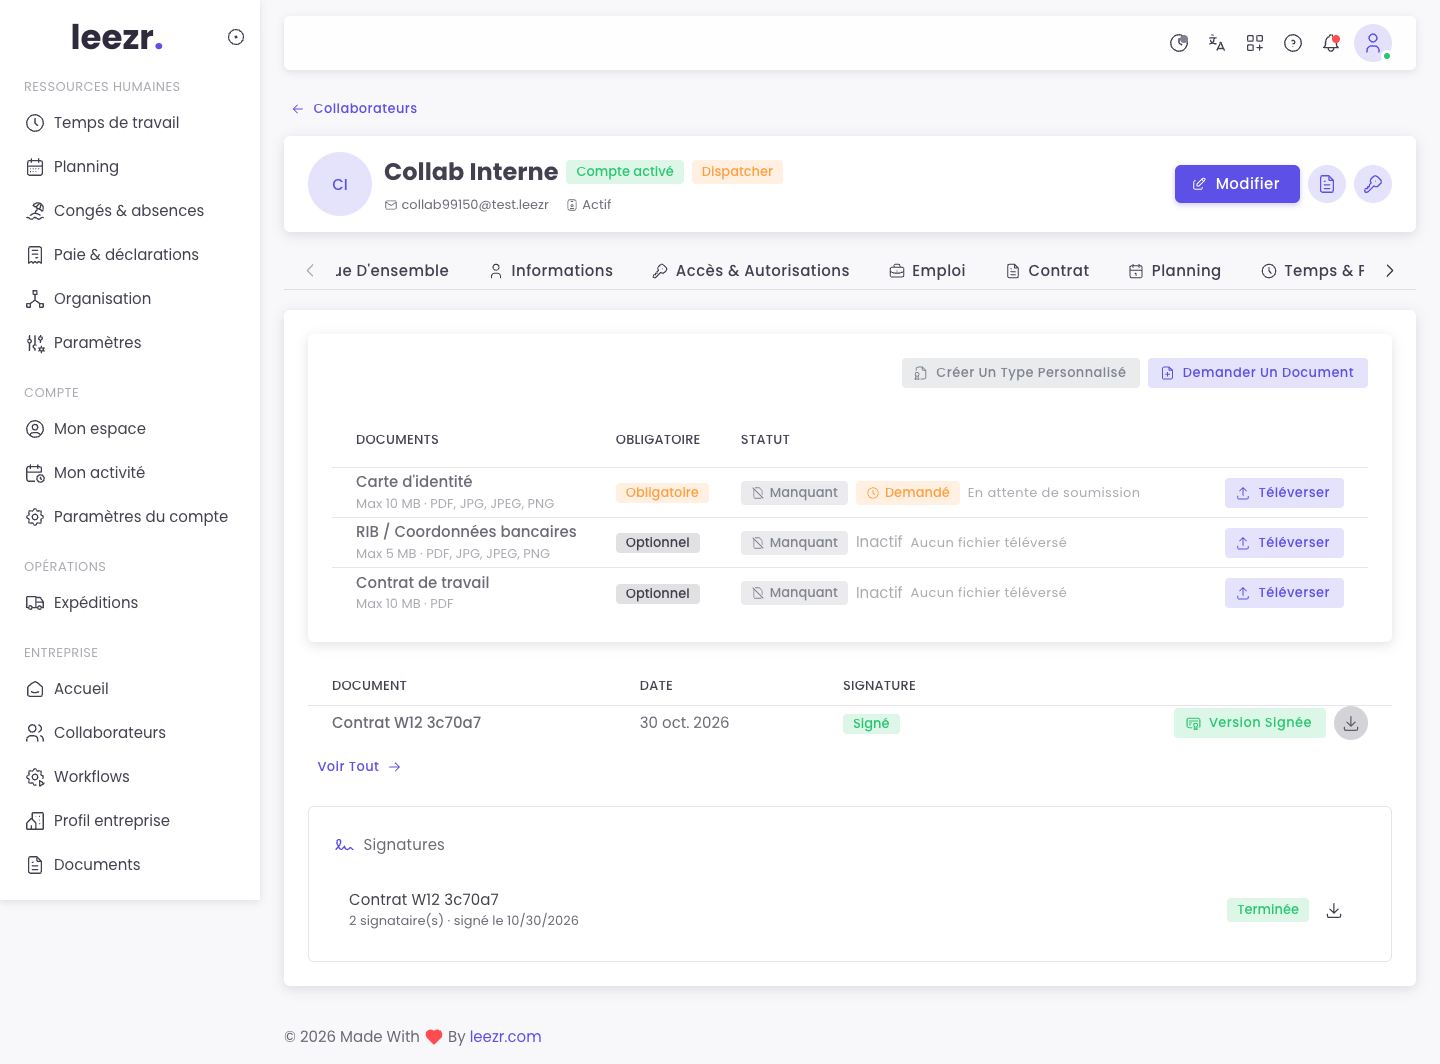 leezr.
RESSOURCES HUMAINES
Temps de travail
Planning
Congés & absences
Paie & déclarations
Organisation
Paramètres
COMPTE
Mon espace
Mon activité
Paramètres du compte
OPÉRATIONS
Expéditions
ENTREPRISE
Accueil
Collaborateurs
Workflows
Profil entreprise
Documents
Collaborateurs
CI
Collab Interne Compte activé Dispatcher
collab99150@test.leezr Actif
Modifier
ue D'ensemble Informations Accès & Autorisations Emploi Contrat Planning Temps & P
Créer Un Type Personnalisé Demander Un Document
DOCUMENTS OBLIGATOIRE STATUT
Carte d'identité
Max 10 MB · PDF, JPG, JPEG, PNG
Obligatoire Manquant Demandé En attente de soumission Téléverser
RIB / Coordonnées bancaires
Max 5 MB · PDF, JPG, JPEG, PNG
Optionnel Manquant Inactif Aucun fichier téléversé Téléverser
Contrat de travail
Max 10 MB · PDF
Optionnel Manquant Inactif Aucun fichier téléversé Téléverser
DOCUMENT DATE SIGNATURE
Contrat W12 3c70a7 30 oct. 2026 Signé Version Signée
Voir Tout
Signatures
Contrat W12 3c70a7
2 signataire(s) · signé le 10/30/2026
Terminée
© 2026 Made With By leezr.com